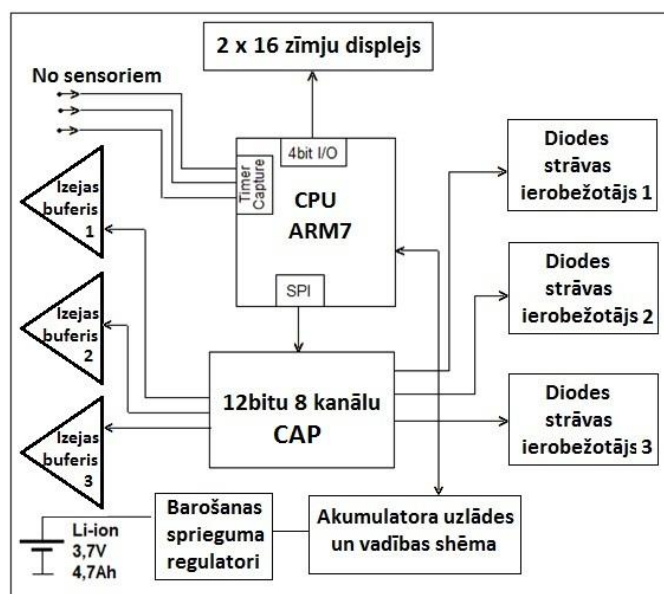 2 x 16 zīmju displejs
No sensoriem
4bit I/O
Timer
Capture
CPU
ARM7
SPI
Izejas
buferis
1
Izejas
buferis
2
Izejas
buferis
3
Diodes
strāvas
ierobežotājs 1
Diodes
strāvas
ierobežotājs 2
Diodes
strāvas
ierobežotājs 3
12bitu 8 kanālu
CAP
Li-ion
3,7V
4,7Ah
Barošanas
sprieguma
regulatori
Akumulatora uzlādes
un vadības shēma